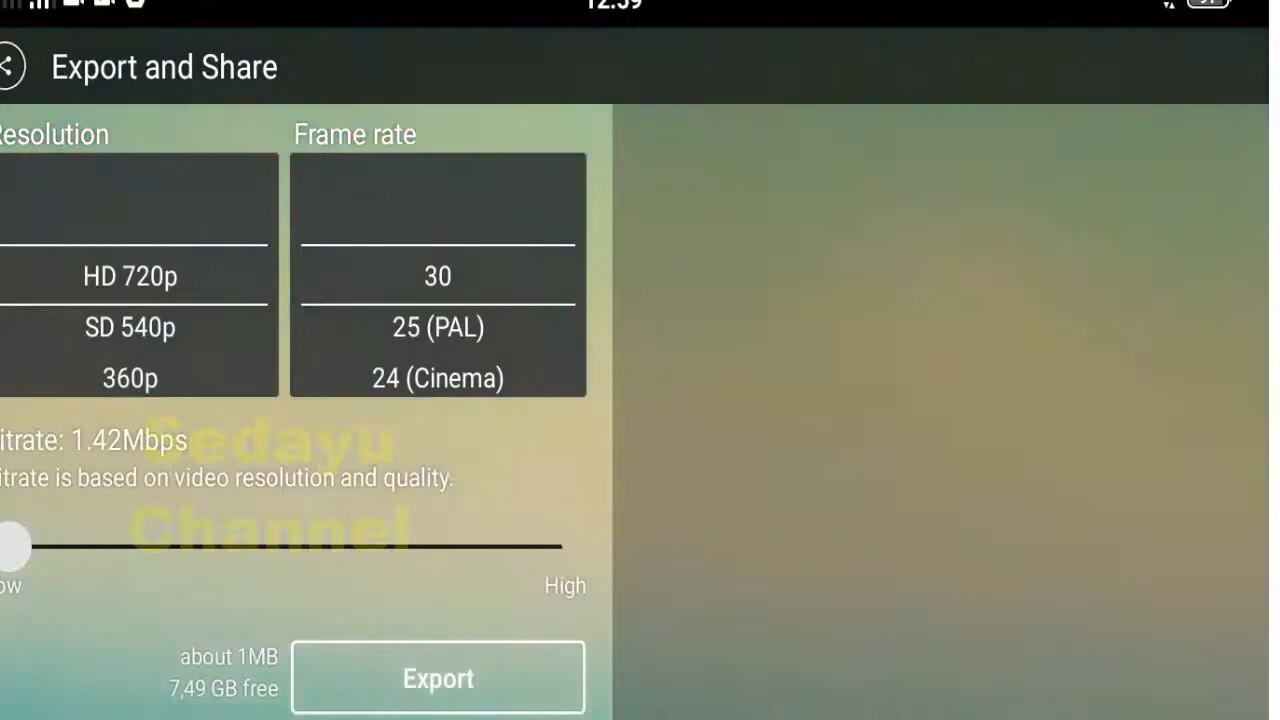 12:59
Export and Share
Resolution
Frame rate
HD 720p
30
SD 540p
25 (PAL)
360p
24 (Cinema)
itrate: 1.42Mbps
itrate is based on video resolution and quality.
Sedayu
Channel
ow
High
about 1MB
7,49 GB free
Export